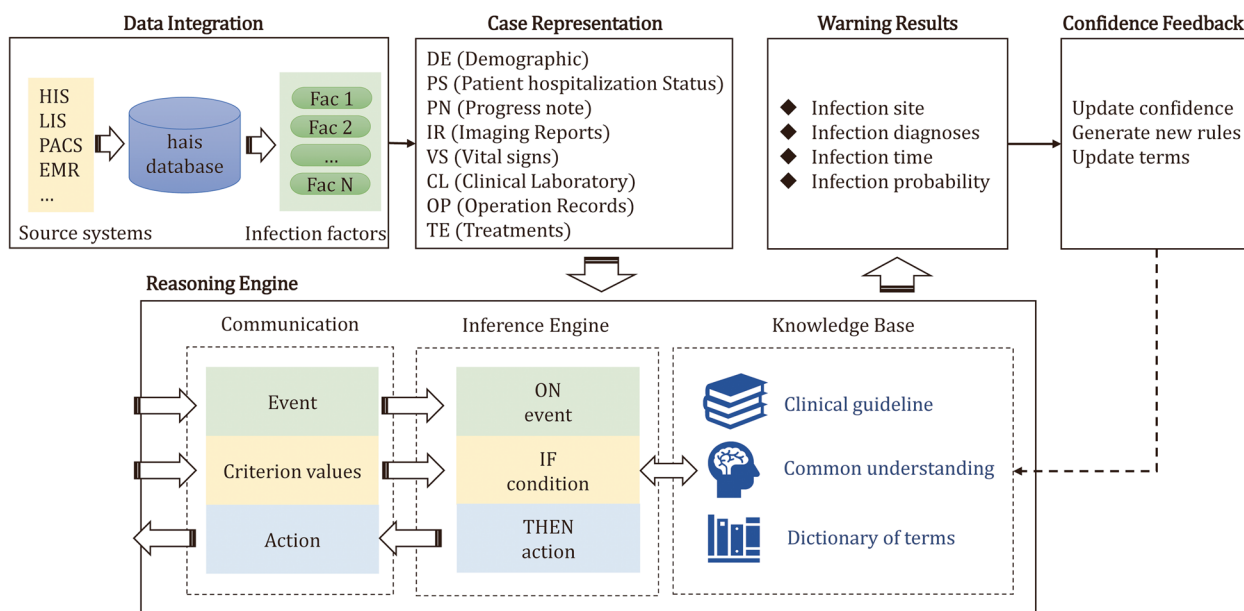 Data Integration
HIS
LIS
PACS
EMR
...
Source systems
hais
database
Fac 1
Fac 2
...
Fac N
Infection factors
Case Representation
DE (Demographic)
PS (Patient hospitalization Status)
PN (Progress note)
IR (Imaging Reports)
VS (Vital signs)
CL (Clinical Laboratory)
OP (Operation Records)
TE (Treatments)
Warning Results
◆ Infection site
◆ Infection diagnoses
◆ Infection time
◆ Infection probability
Confidence Feedback
Update confidence
Generate new rules
Update terms
Reasoning Engine
Communication
Event
Criterion values
Action
Inference Engine
ON
event
IF
condition
THEN
action
Knowledge Base
Clinical guideline
Common understanding
Dictionary of terms